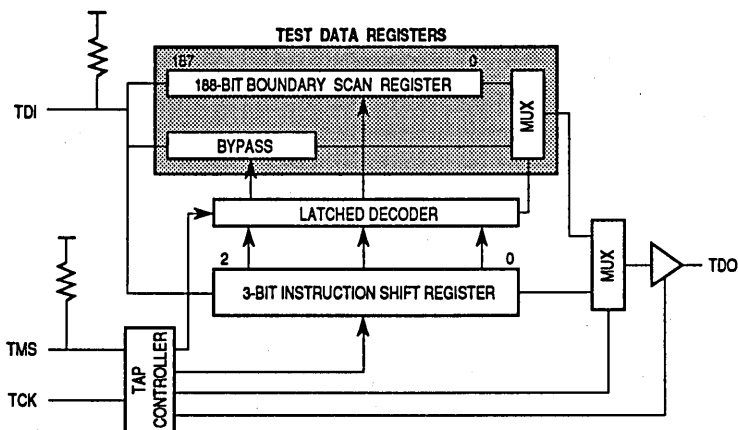 TEST DATA REGISTERS
187 0
188-BIT BOUNDARY SCAN REGISTER
TDI
MUX
BYPASS
LATCHED DECODER
2 0
3-BIT INSTRUCTION SHIFT REGISTER
MUX
TDO
TMS
TAP
CONTROLLER
TCK